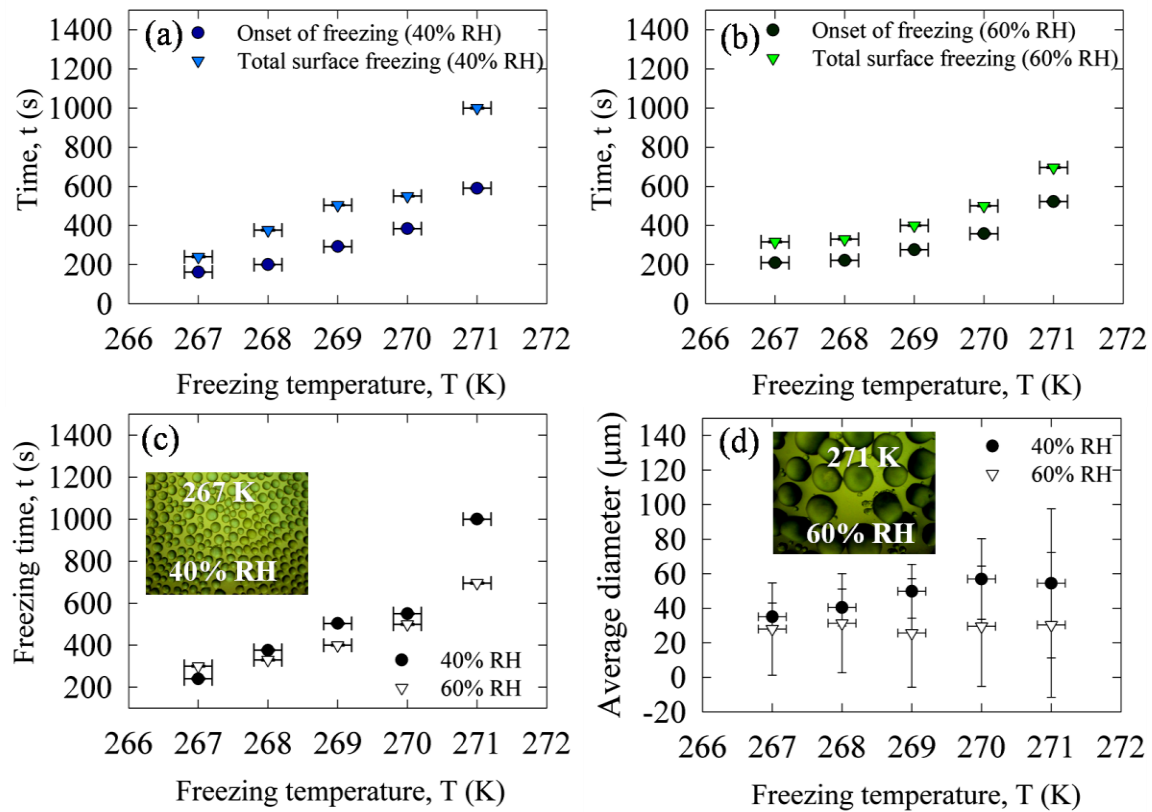 (a)
Onset of freezing (40% RH)
Total surface freezing (40% RH)
Time, t (s)
1400
1200
1000
800
600
400
200
0
266 267 268 269 270 271 272
Freezing temperature, T (K)
(b)
Onset of freezing (60% RH)
Total surface freezing (60% RH)
Time, t (s)
1400
1200
1000
800
600
400
200
0
266 267 268 269 270 271 272
Freezing temperature, T (K)
(c)
267 K
40% RH
40% RH
60% RH
Freezing time, t (s)
1400
1200
1000
800
600
400
200
266 267 268 269 270 271 272
Freezing temperature, T (K)
(d)
271 K
60% RH
40% RH
60% RH
Average diameter (µm)
140
120
100
80
60
40
20
0
-20
266 267 268 269 270 271 272
Freezing temperature, T (K)